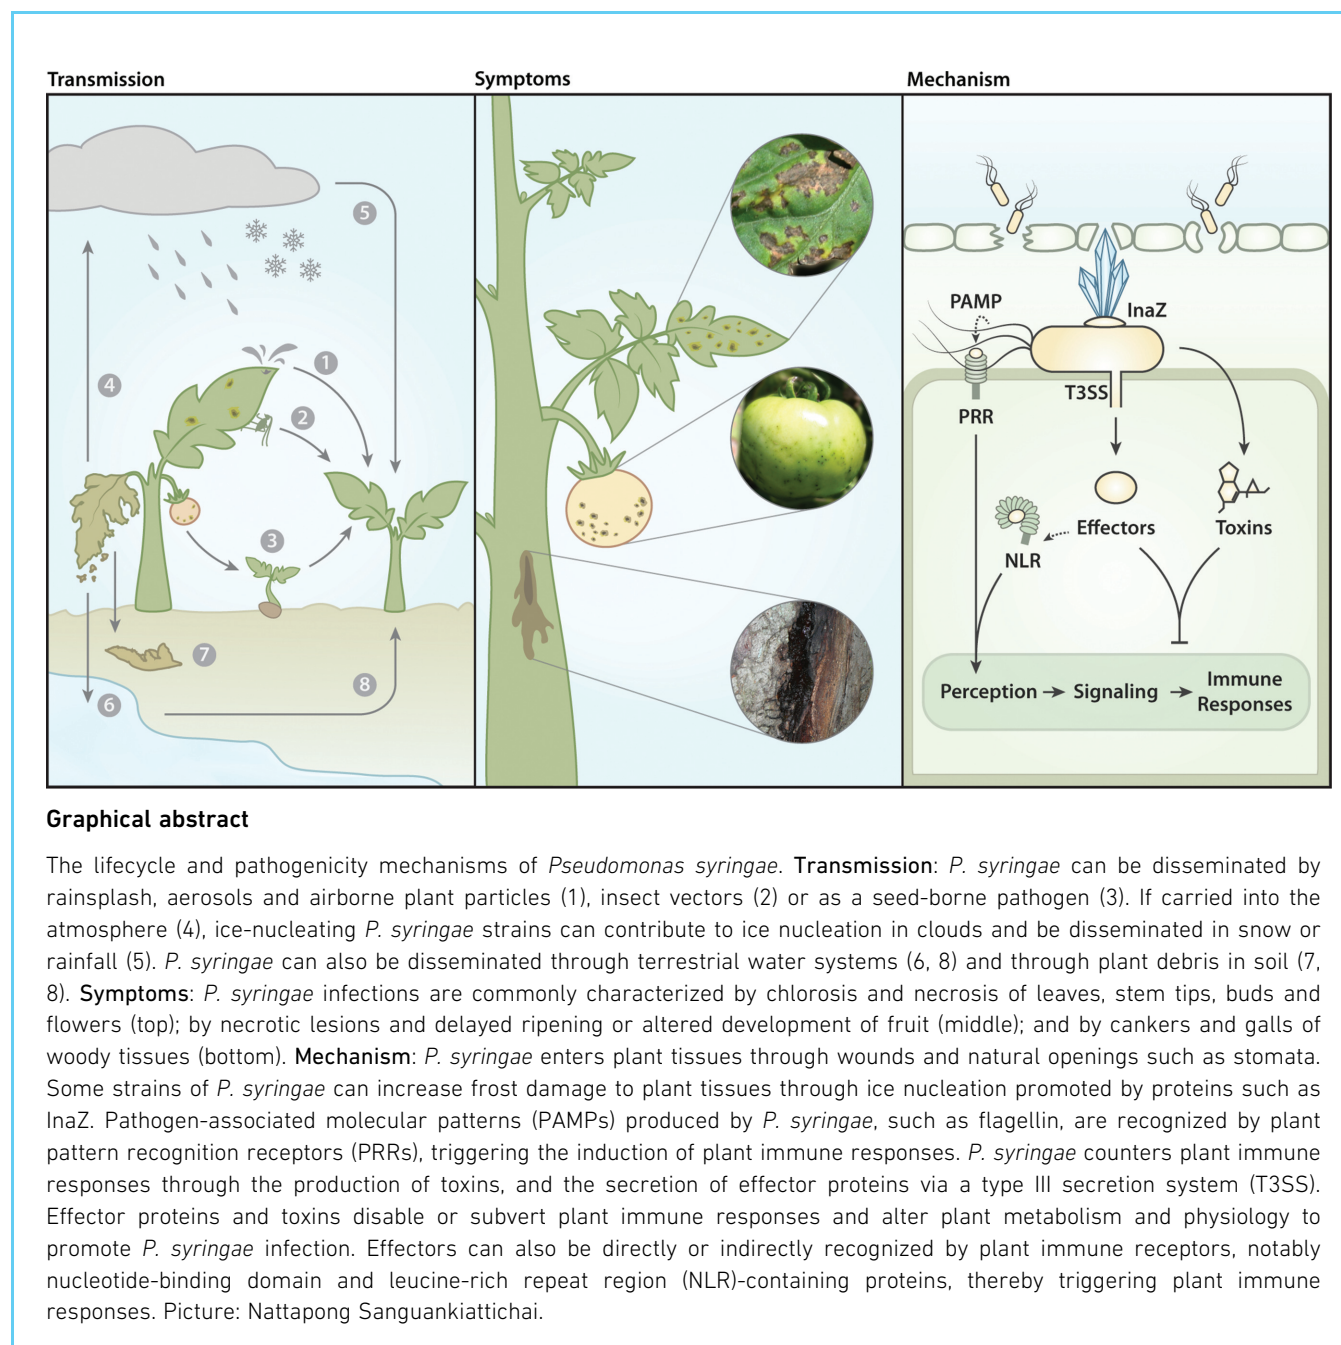 Transmission
Symptoms
Mechanism
5
4
1
2
3
7
6
8
PAMP
InaZ
T3SS
PRR
Effectors
Toxins
NLR
Perception
Signaling
Immune
Responses
Graphical abstract
The lifecycle and pathogenicity mechanisms of Pseudomonas syringae. Transmission: P. syringae can be disseminated by
rainsplash, aerosols and airborne plant particles (1), insect vectors (2) or as a seed-borne pathogen (3). If carried into the
atmosphere (4), ice-nucleating P. syringae strains can contribute to ice nucleation in clouds and be disseminated in snow or
rainfall (5). P. syringae can also be disseminated through terrestrial water systems (6, 8) and through plant debris in soil (7,
8). Symptoms: P. syringae infections are commonly characterized by chlorosis and necrosis of leaves, stem tips, buds and
flowers (top); by necrotic lesions and delayed ripening or altered development of fruit (middle); and by cankers and galls of
woody tissues (bottom). Mechanism: P. syringae enters plant tissues through wounds and natural openings such as stomata.
Some strains of P. syringae can increase frost damage to plant tissues through ice nucleation promoted by proteins such as
InaZ. Pathogen-associated molecular patterns (PAMPs) produced by P. syringae, such as flagellin, are recognized by plant
pattern recognition receptors (PRRs), triggering the induction of plant immune responses. P. syringae counters plant immune
responses through the production of toxins, and the secretion of effector proteins via a type III secretion system (T3SS).
Effector proteins and toxins disable or subvert plant immune responses and alter plant metabolism and physiology to
promote P. syringae infection. Effectors can also be directly or indirectly recognized by plant immune receptors, notably
nucleotide-binding domain and leucine-rich repeat region (NLR)-containing proteins, thereby triggering plant immune
responses. Picture: Nattapong Sanguankiattichai.